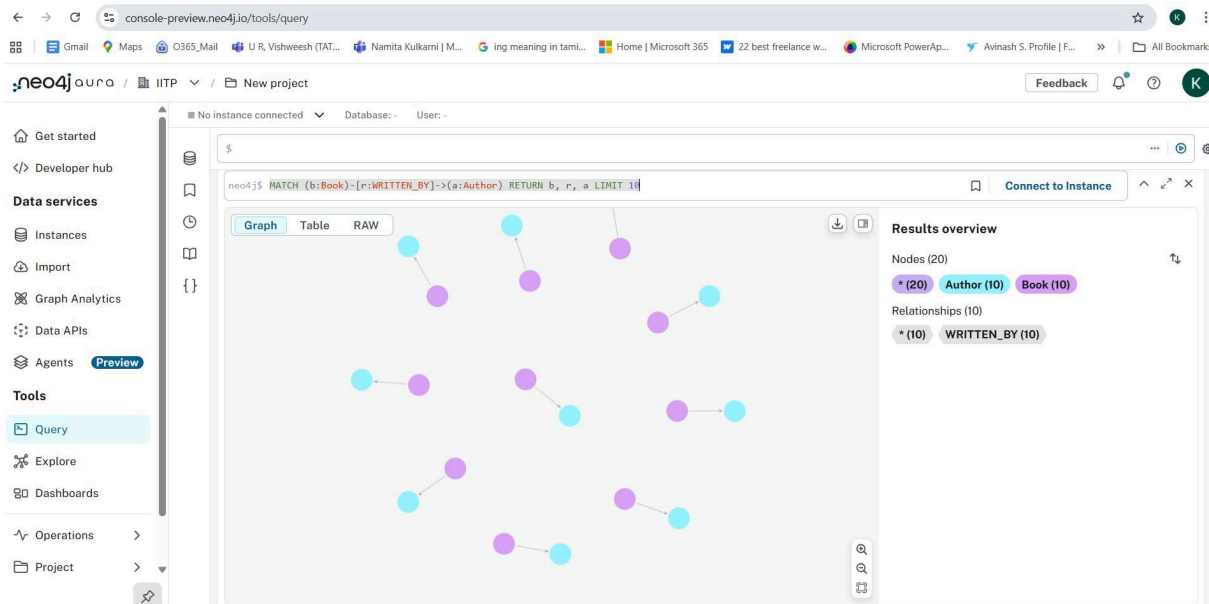 console-preview.neo4j.io/tools/query
K
Gmail Maps O365_Mail U R, Vishweesh (TAT... Namita Kulkarni | M... ing meaning in tami... Home | Microsoft 365 22 best freelance w... Microsoft PowerAp... Avinash S. Profile | F... » All Bookmarks
neo4j aura / IITP / New project Feedback K
No instance connected Database: - User: -
Get started
</> Developer hub
Data services
Instances
Import
Graph Analytics
Data APIs
Agents Preview
Tools
Query
Explore
Dashboards
Operations
Project
$
neo4j$ MATCH (b:Book)-[r:WRITTEN_BY]->(a:Author) RETURN b, r, a LIMIT 10
Connect to Instance
Graph Table RAW
Results overview
Nodes (20)
* (20) Author (10) Book (10)
Relationships (10)
* (10) WRITTEN_BY (10)